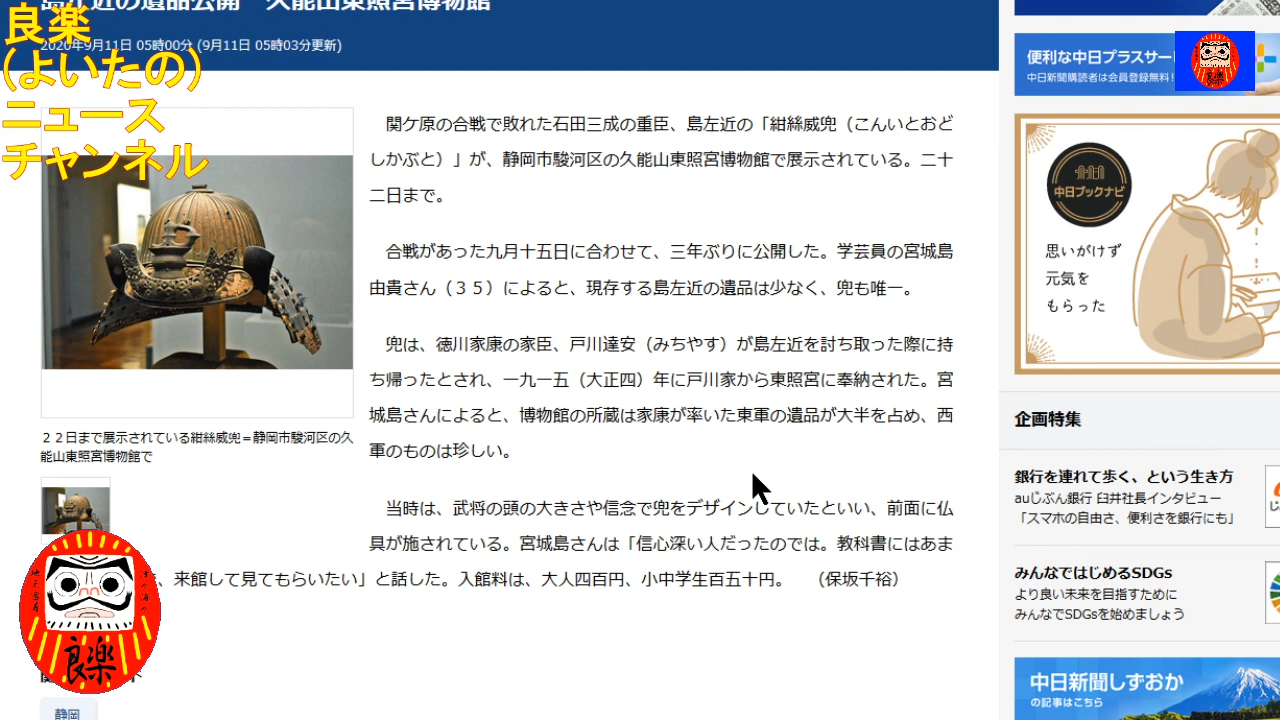 島左近の遺品公開 久能山東照宮博物館
2020年9月11日 05時00分 (9月11日 05時03分更新)
良楽
(よいたの)
ニュース
チャンネル
関ケ原の合戦で敗れた石田三成の重臣、島左近の「紺絲威兜（こんいとおど
しかぶと）」が、静岡市駿河区の久能山東照宮博物館で展示されている。二十
二日まで。
合戦があった九月十五日に合わせて、三年ぶりに公開した。学芸員の宮城島
由貴さん（３５）によると、現存する島左近の遺品は少なく、兜も唯一。
兜は、徳川家康の家臣、戸川達安（みちやす）が島左近を討ち取った際に持
ち帰ったとされ、一九一五（大正四）年に戸川家から東照宮に奉納された。宮
城島さんによると、博物館の所蔵は家康が率いた東軍の遺品が大半を占め、西
軍のものは珍しい。
当時は、武将の頭の大きさや信念で兜をデザインしていたといい、前面に仏
具が施されている。宮城島さんは「信心深い人だったのでは。教科書にはあま
、来館して見てもらいたい」と話した。入館料は、大人四百円、小中学生百五十円。 （保坂千裕）
２２日まで展示されている紺絲威兜＝静岡市駿河区の久
能山東照宮博物館で
良楽
静岡
便利な中日プラスサー
中日新聞購読者は会員登録無料！
良楽
中日ブックナビ
思いがけず
元気を
もらった
企画特集
銀行を連れて歩く、という生き方
auじぶん銀行 臼井社長インタビュー
「スマホの自由さ、便利さを銀行にも」
みんなではじめるSDGs
より良い未来を目指すために
みんなでSDGsを始めましょう
中日新聞しずおか
の記事はこちら